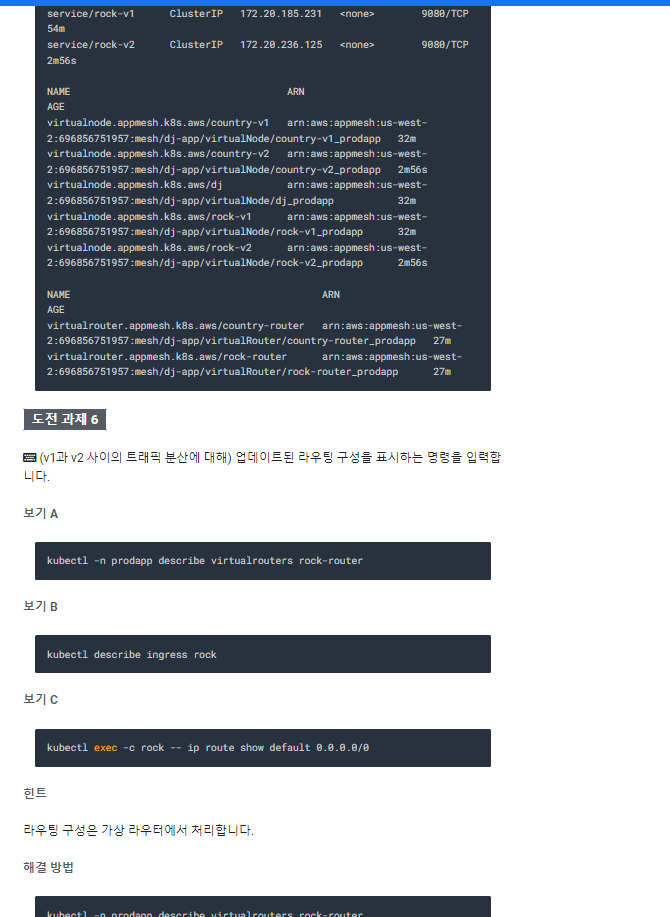 service/rock-v1      ClusterIP   172.20.185.231   <none>        9080/TCP
54m
service/rock-v2      ClusterIP   172.20.236.125   <none>        9080/TCP
2m56s
NAME                                     ARN
AGE
virtualnode.appmesh.k8s.aws/country-v1   arn:aws:appmesh:us-west-
2:696856751957:mesh/dj-app/virtualNode/country-v1_prodapp   32m
virtualnode.appmesh.k8s.aws/country-v2   arn:aws:appmesh:us-west-
2:696856751957:mesh/dj-app/virtualNode/country-v2_prodapp   2m56s
virtualnode.appmesh.k8s.aws/dj           arn:aws:appmesh:us-west-
2:696856751957:mesh/dj-app/virtualNode/dj_prodapp           32m
virtualnode.appmesh.k8s.aws/rock-v1      arn:aws:appmesh:us-west-
2:696856751957:mesh/dj-app/virtualNode/rock-v1_prodapp      32m
virtualnode.appmesh.k8s.aws/rock-v2      arn:aws:appmesh:us-west-
2:696856751957:mesh/dj-app/virtualNode/rock-v2_prodapp      2m56s
NAME                                           ARN
AGE
virtualrouter.appmesh.k8s.aws/country-router   arn:aws:appmesh:us-west-
2:696856751957:mesh/dj-app/virtualRouter/country-router_prodapp   27m
virtualrouter.appmesh.k8s.aws/rock-router      arn:aws:appmesh:us-west-
2:696856751957:mesh/dj-app/virtualRouter/rock-router_prodapp      27m
도전 과제 6
(v1과 v2 사이의 트래픽 분산에 대해) 업데이트된 라우팅 구성을 표시하는 명령을 입력합
니다.
보기 A
kubectl -n prodapp describe virtualrouters rock-router
보기 B
kubectl describe ingress rock
보기 C
kubectl exec -c rock -- ip route show default 0.0.0.0/0
힌트
라우팅 구성은 가상 라우터에서 처리합니다.
해결 방법
kubectl -n prodapp describe virtualrouters rock-router